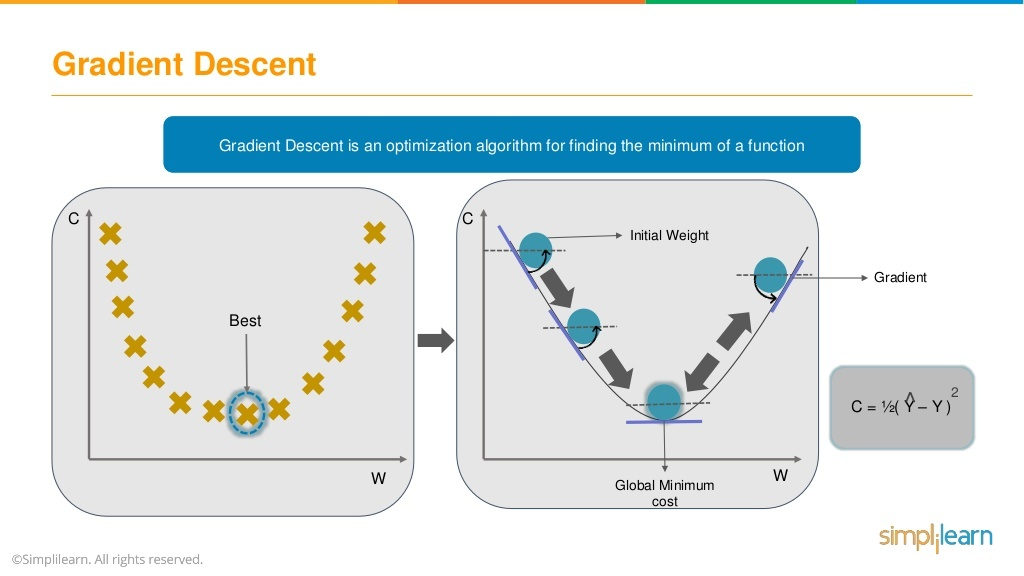 Gradient Descent
Gradient Descent is an optimization algorithm for finding the minimum of a function
C
Best
W
C
Initial Weight
Gradient
W
Global Minimum
cost
C = ½( Ŷ – Y )²
simplilearn
©Simplilearn. All rights reserved.